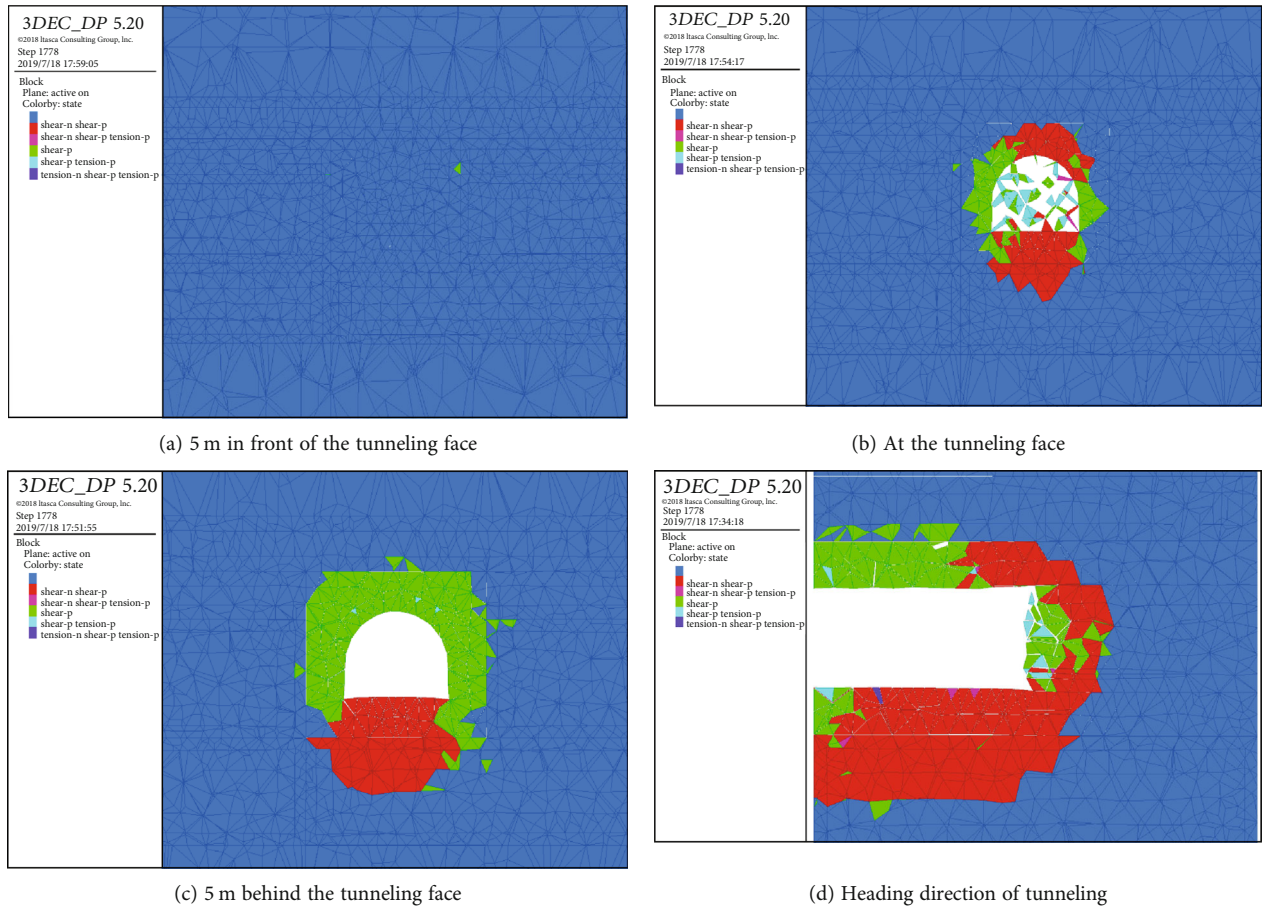 3DEC_DP 5.20
©2018 Itasca Consulting Group, Inc.
Step 1778
2019/7/18 17:59:05
Block
Plane: active on
Colorby: state
shear-n shear-p
shear-n shear-p tension-p
shear-p
shear-p tension-p
tension-n shear-p tension-p
(a) 5 m in front of the tunneling face
3DEC_DP 5.20
©2018 Itasca Consulting Group, Inc.
Step 1778
2019/7/18 17:54:17
Block
Plane: active on
Colorby: state
shear-n shear-p
shear-n shear-p tension-p
shear-p
shear-p tension-p
tension-n shear-p tension-p
(b) At the tunneling face
3DEC_DP 5.20
©2018 Itasca Consulting Group, Inc.
Step 1778
2019/7/18 17:51:55
Block
Plane: active on
Colorby: state
shear-n shear-p
shear-n shear-p tension-p
shear-p
shear-p tension-p
tension-n shear-p tension-p
(c) 5 m behind the tunneling face
3DEC_DP 5.20
©2018 Itasca Consulting Group, Inc.
Step 1778
2019/7/18 17:34:18
Block
Plane: active on
Colorby: state
shear-n shear-p
shear-n shear-p tension-p
shear-p
shear-p tension-p
tension-n shear-p tension-p
(d) Heading direction of tunneling